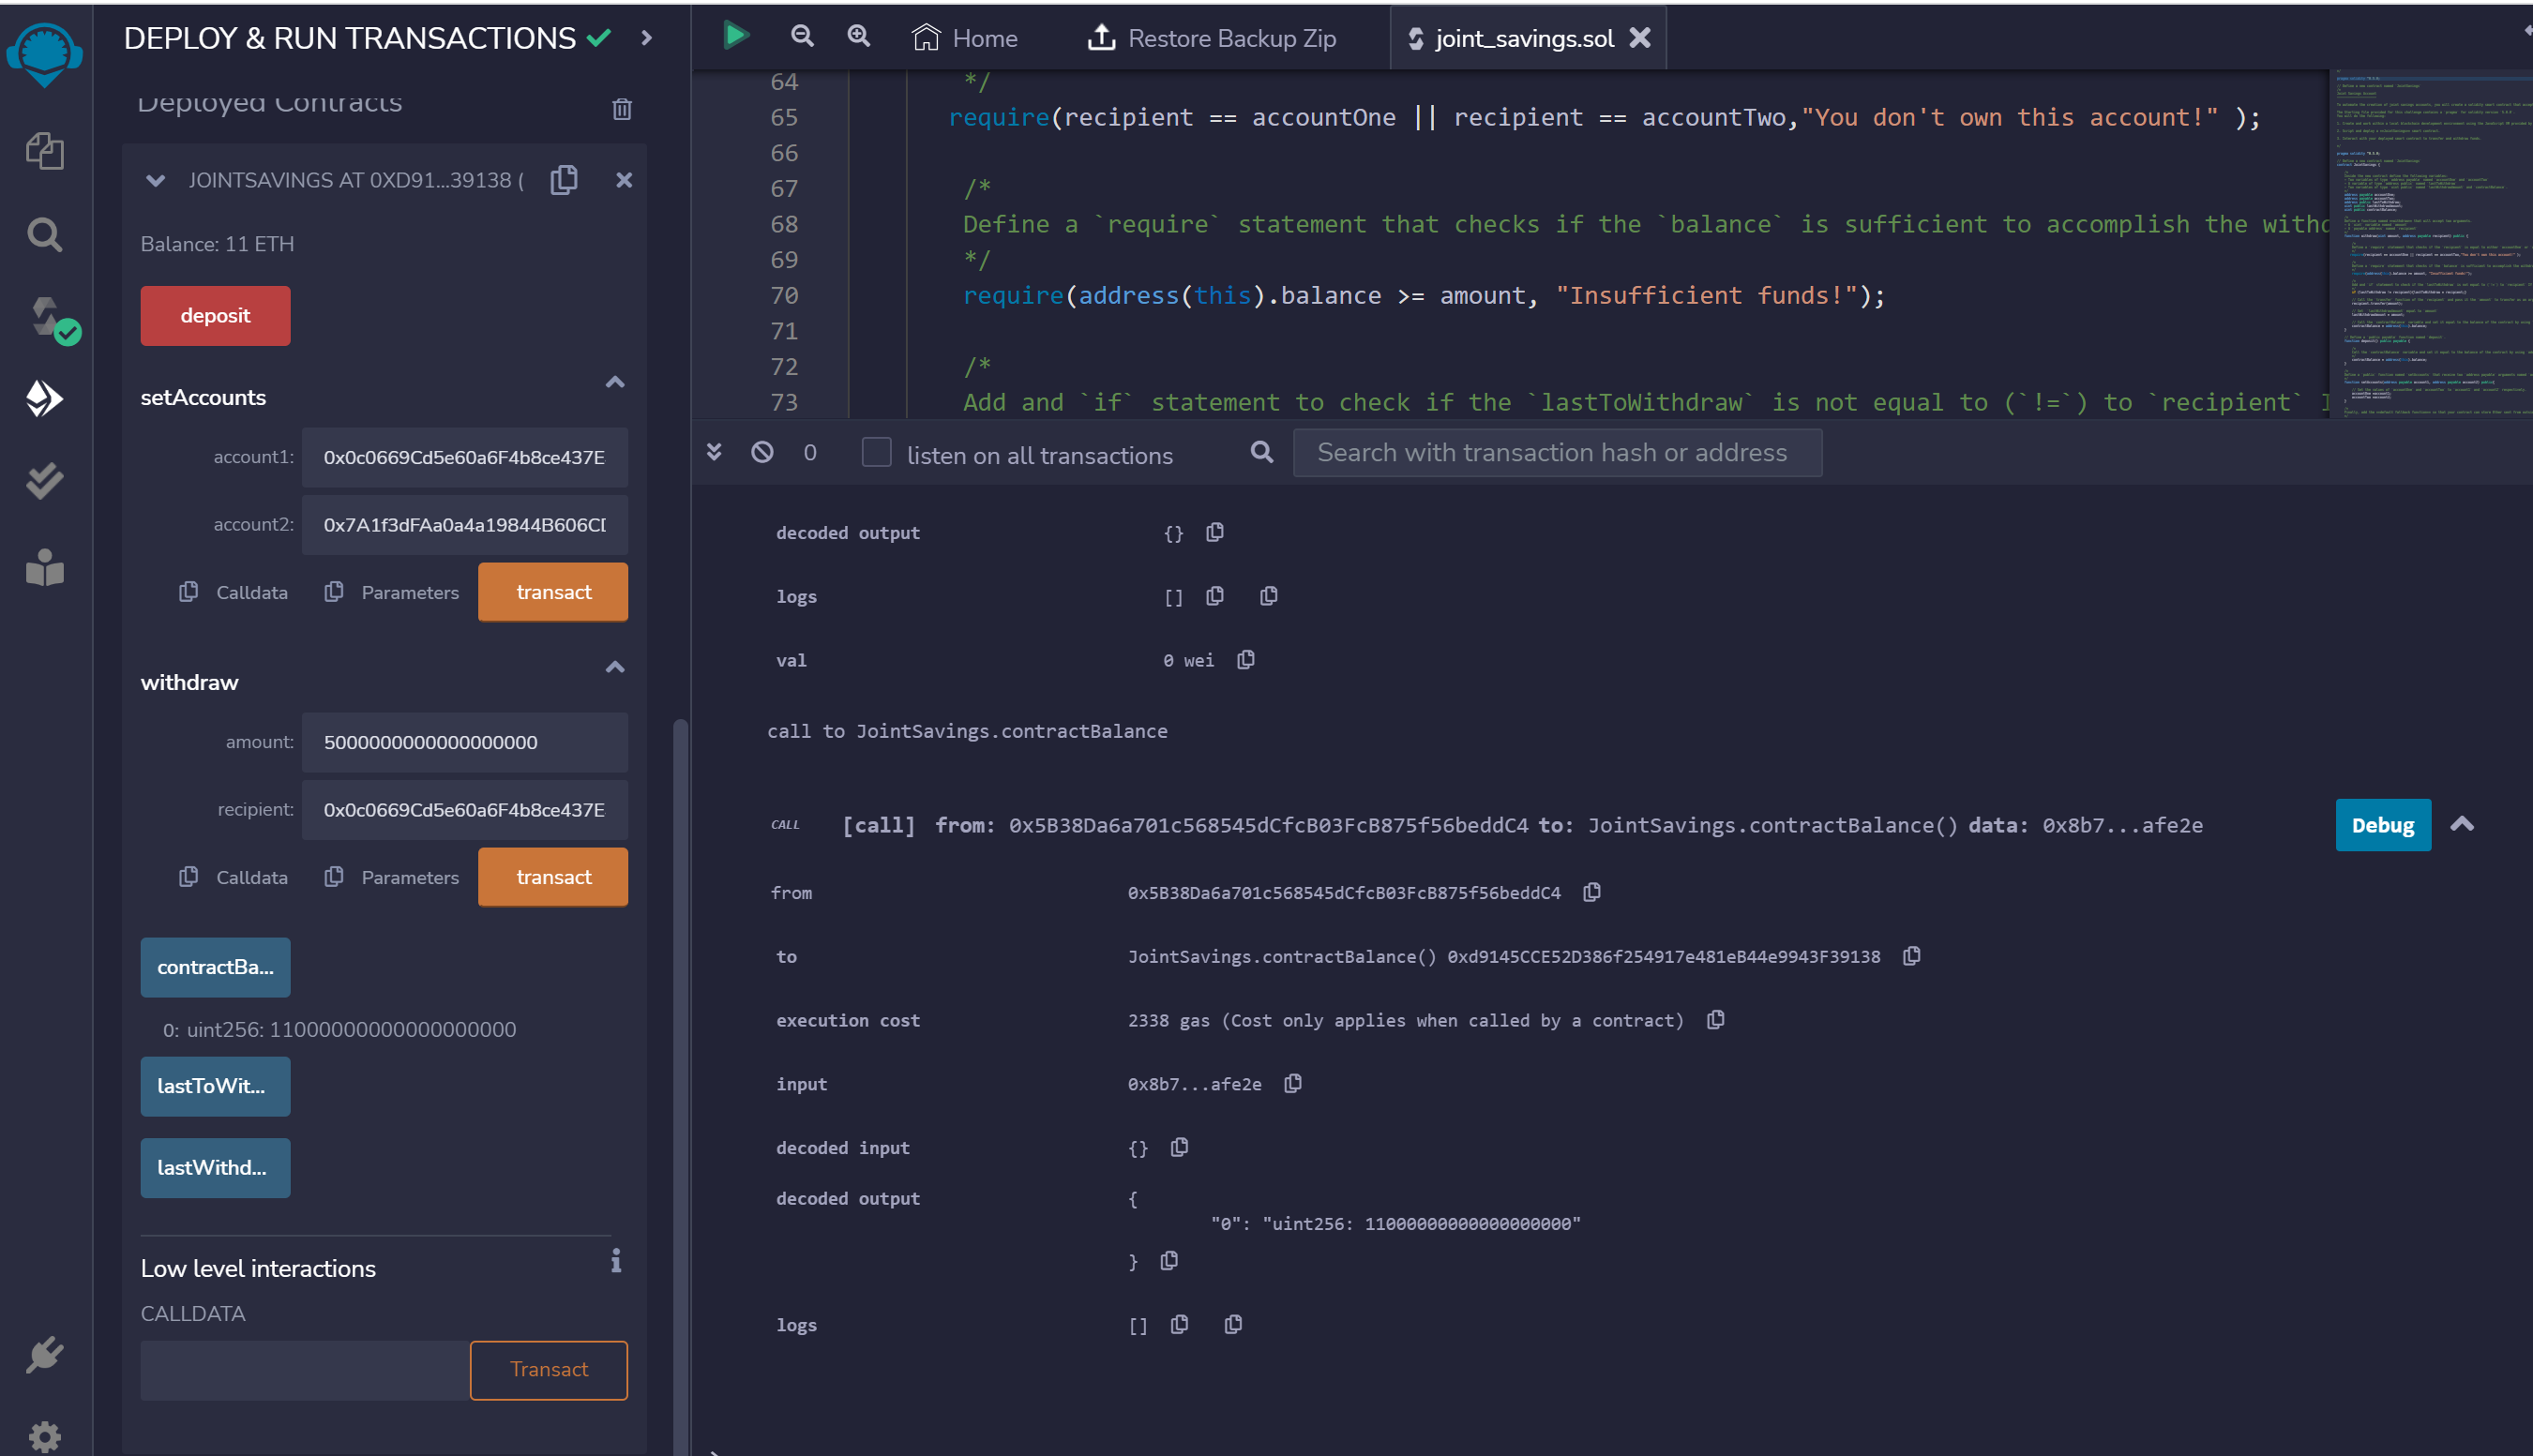 DEPLOY & RUN TRANSACTIONS
Deployed Contracts
JOINTSAVINGS AT 0XD91...39138 (
Balance: 11 ETH
deposit
setAccounts
account1: 0x0c0669Cd5e60a6F4b8ce437E
account2: 0x7A1f3dFAa0a4a19844B606CD
Calldata Parameters transact
withdraw
amount: 5000000000000000000
recipient: 0x0c0669Cd5e60a6F4b8ce437E
Calldata Parameters transact
contractBa...
0: uint256: 11000000000000000000
lastToWit...
lastWithd...
Low level interactions
CALLDATA
Transact
Home Restore Backup Zip joint_savings.sol
64 */
65 require(recipient == accountOne || recipient == accountTwo,"You don't own this account!" );
66
67 /*
68 Define a `require` statement that checks if the `balance` is sufficient to accomplish the withd
69 */
70 require(address(this).balance >= amount, "Insufficient funds!");
71
72 /*
73 Add and `if` statement to check if the `lastToWithdraw` is not equal to (`!=`) to `recipient` I
0 listen on all transactions Search with transaction hash or address
decoded output {}
logs []
val 0 wei
call to JointSavings.contractBalance
CALL [call] from: 0x5B38Da6a701c568545dCfcB03FcB875f56beddC4 to: JointSavings.contractBalance() data: 0x8b7...afe2e Debug
from 0x5B38Da6a701c568545dCfcB03FcB875f56beddC4
to JointSavings.contractBalance() 0xd9145CCE52D386f254917e481eB44e9943F39138
execution cost 2338 gas (Cost only applies when called by a contract)
input 0x8b7...afe2e
decoded input {}
decoded output {
"0": "uint256: 11000000000000000000"
}
logs []